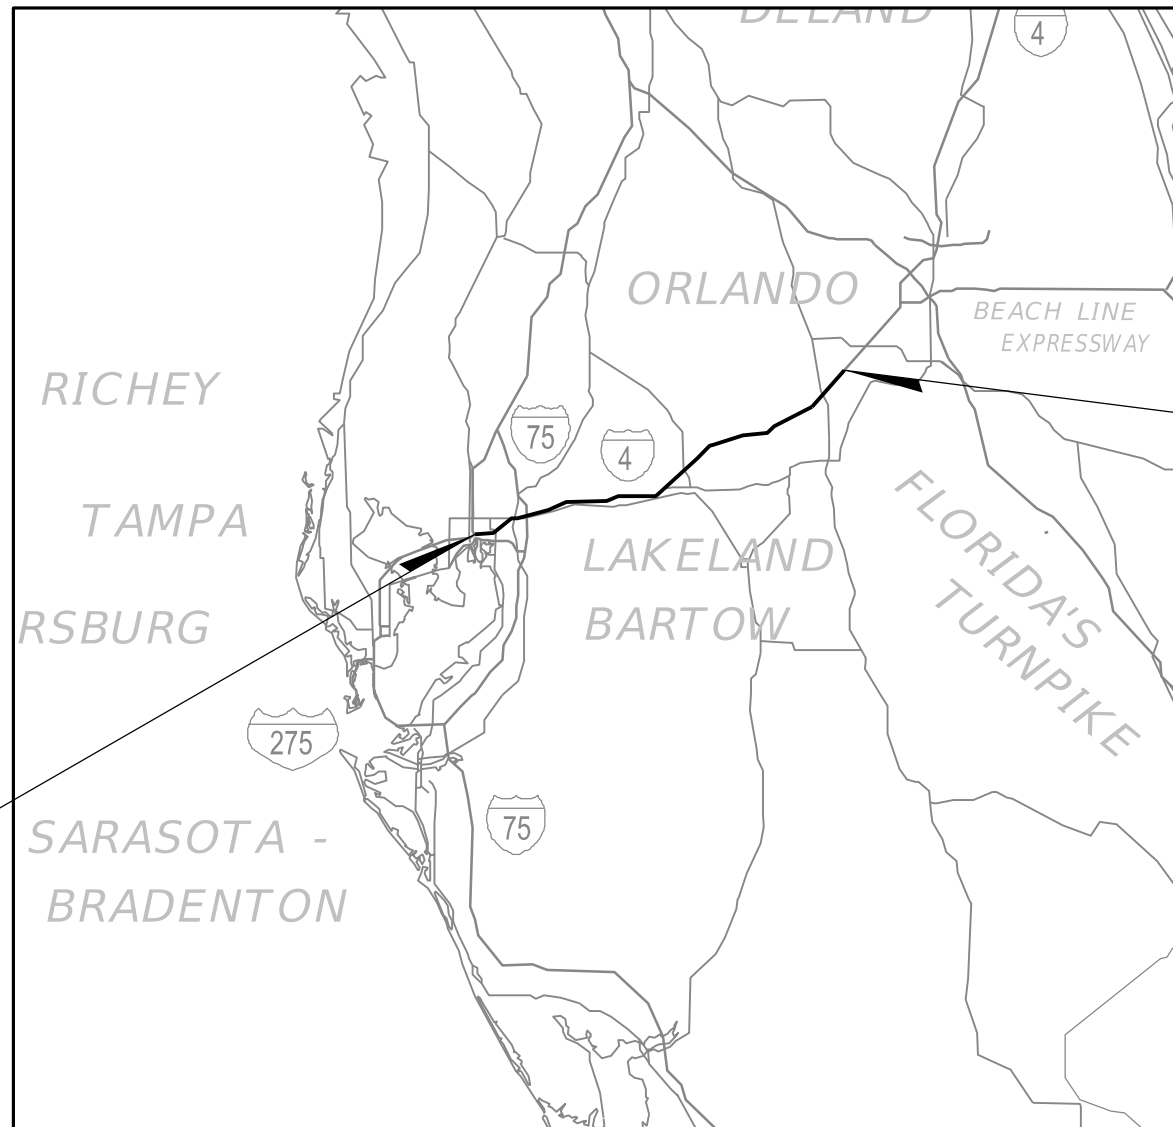 DELAND
4
ORLANDO
BEACH LINE
EXPRESSWAY
RICHEY
75
4
TAMPA
LAKELAND
FLORIDA'S
TURNPIKE
RSBURG
BARTOW
275
75
SARASOTA -
BRADENTON